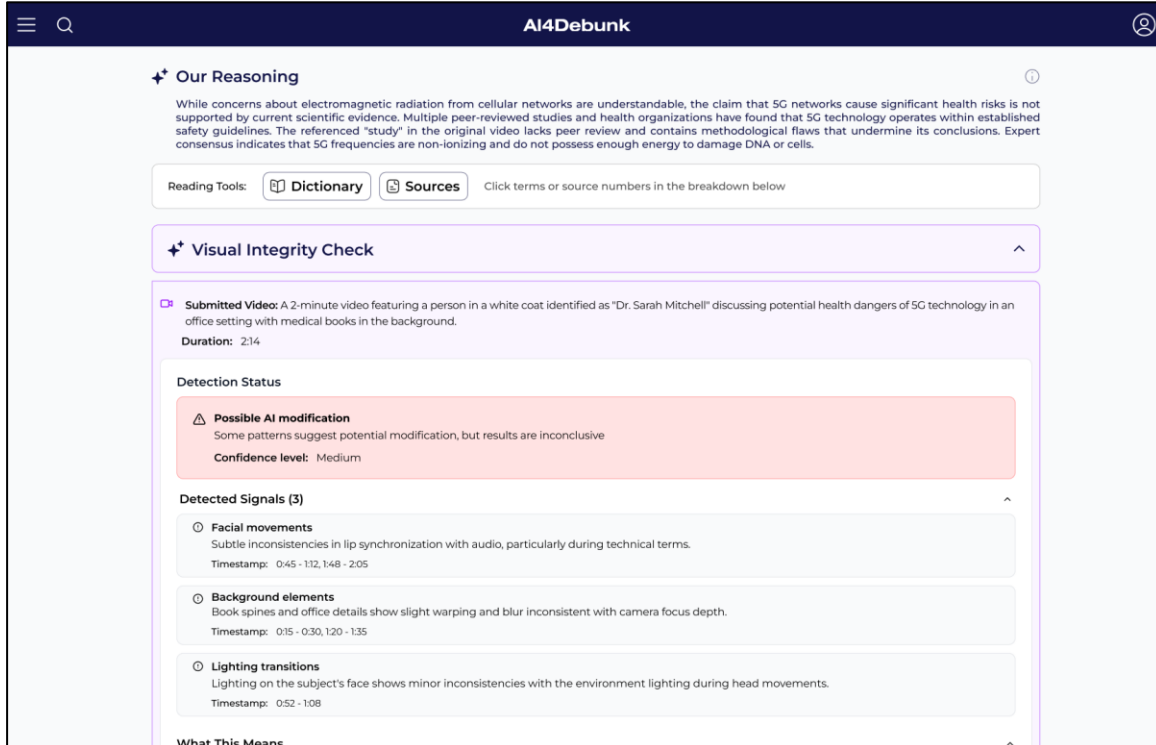 AI4Debunk
Our Reasoning
While concerns about electromagnetic radiation from cellular networks are understandable, the claim that 5G networks cause significant health risks is not
supported by current scientific evidence. Multiple peer-reviewed studies and health organizations have found that 5G technology operates within established
safety guidelines. The referenced "study" in the original video lacks peer review and contains methodological flaws that undermine its conclusions. Expert
consensus indicates that 5G frequencies are non-ionizing and do not possess enough energy to damage DNA or cells.
Reading Tools: Dictionary Sources Click terms or source numbers in the breakdown below
Visual Integrity Check
Submitted Video: A 2-minute video featuring a person in a white coat identified as "Dr. Sarah Mitchell" discussing potential health dangers of 5G technology in an
office setting with medical books in the background.
Duration: 2:14
Detection Status
Possible AI modification
Some patterns suggest potential modification, but results are inconclusive
Confidence level: Medium
Detected Signals (3)
Facial movements
Subtle inconsistencies in lip synchronization with audio, particularly during technical terms.
Timestamp: 0:45 - 1:12, 1:48 - 2:05
Background elements
Book spines and office details show slight warping and blur inconsistent with camera focus depth.
Timestamp: 0:15 - 0:30, 1:20 - 1:35
Lighting transitions
Lighting on the subject's face shows minor inconsistencies with the environment lighting during head movements.
Timestamp: 0:52 - 1:08
What This Means